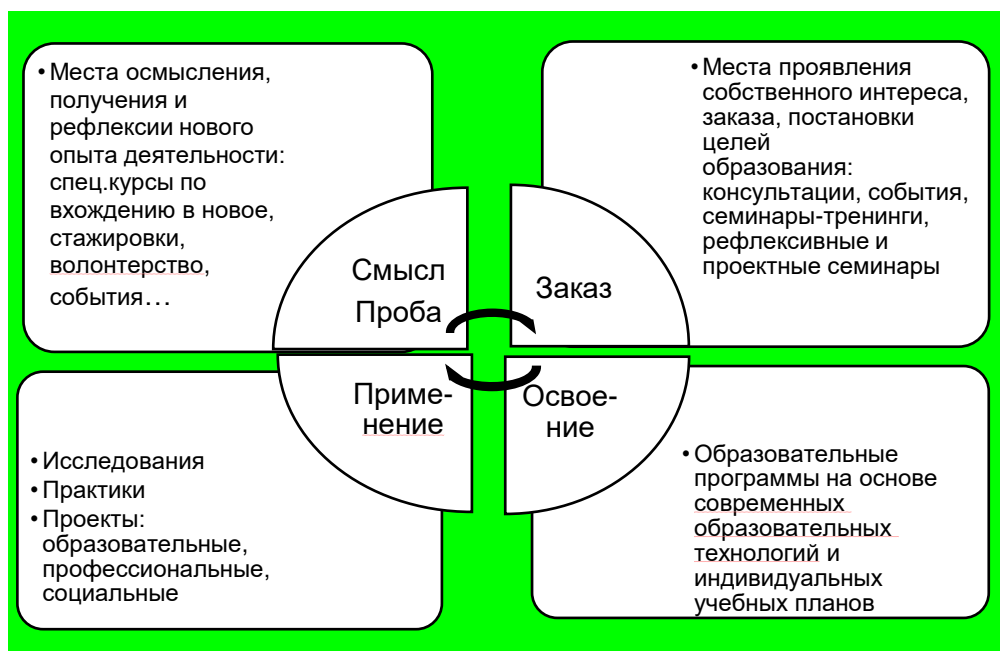 • Места осмысления,
получения и
рефлексии нового
опыта деятельности:
спец.курсы по
вхождению в новое,
стажировки,
волонтерство,
события…
• Места проявления
собственного интереса,
заказа, постановки
целей
образования:
консультации, события,
семинары-тренинги,
рефлексивные и
проектные семинары
Смысл
Проба
Заказ
Приме-
нение
Освое-
ние
• Исследования
• Практики
• Проекты:
образовательные,
профессиональные,
социальные
• Образовательные
программы на основе
современных
образовательных
технологий и
индивидуальных
учебных планов